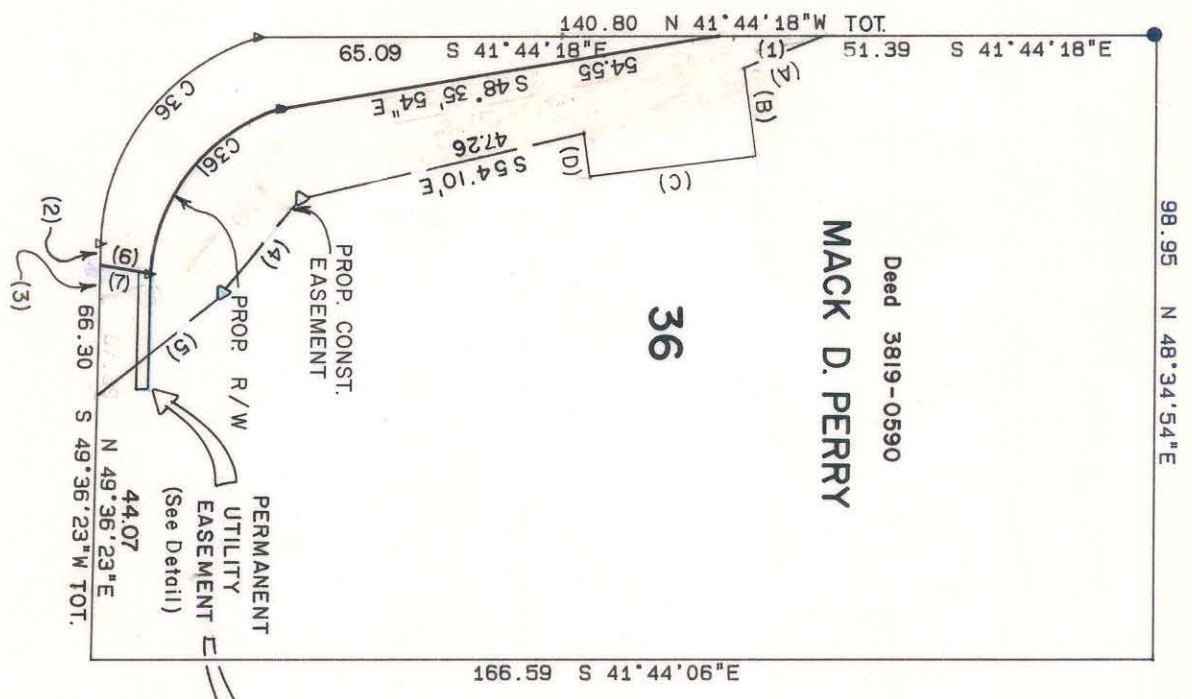 140.80 N 41°44'18"W TOT.
65.09 S 41°44'18"E
(1)
51.39 S 41°44'18"E
(A)
(B)
(C)
(D)
54.55
S 48°35'54"E
47.26
S 54°10'E
C36
C361
(2)
(3)
(6)
(7)
(4)
(5)
PROP. CONST.
EASEMENT
PROP. R/W
66.30 S 49°36'23"W TOT.
N 49°36'23"E
44.07
PERMANENT
UTILITY
EASEMENT
(See Detail)
36
MACK D. PERRY
Deed 3819-0590
98.95 N 48°34'54"E
166.59 S 41°44'06"E